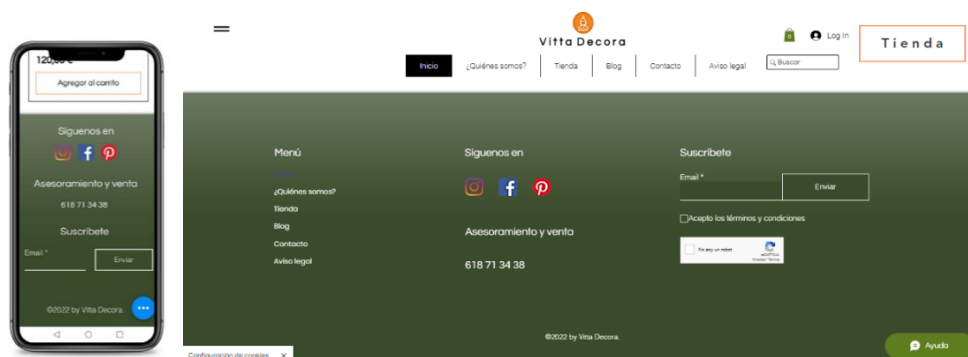 120,00 €
Agregar al carrito
Siguenos en
Asesoramiento y venta
618 71 34 38
Suscríbete
Email *
Enviar
©2022 by Vitta Decora.
Vitta Decora
0
Log In
Tienda
Inicio
¿Quiénes somos?
Tienda
Blog
Contacto
Aviso legal
Buscar
Menú
¿Quiénes somos?
Tienda
Blog
Contacto
Aviso legal
Siguenos en
Asesoramiento y venta
618 71 34 38
Suscríbete
Email *
Enviar
Acepto los términos y condiciones
No soy un robot
reCAPTCHA
©2022 by Vitta Decora.
Configuración de cookies X
Ayuda